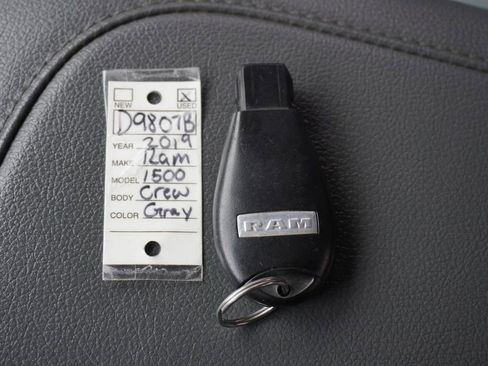 NEW USED
D9807B
YEAR 2019
MAKE Ram
MODEL 1500
BODY Crew
COLOR Gray
RAM